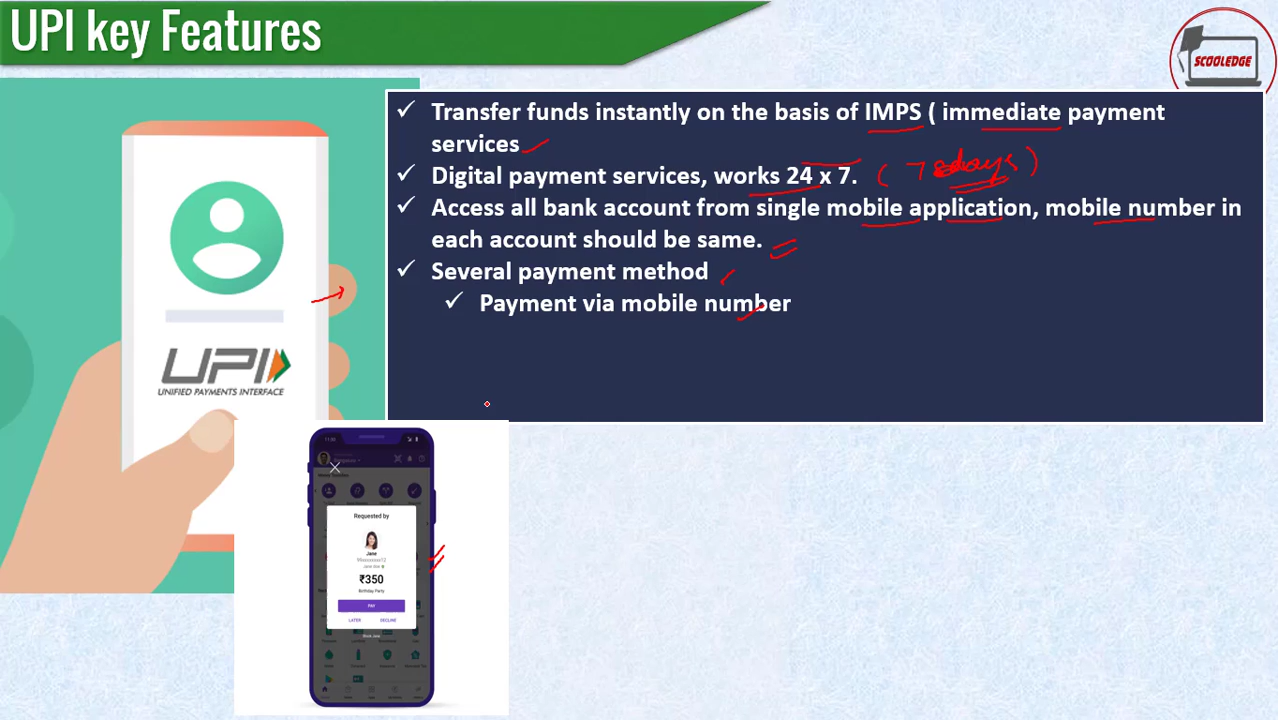 UPI key Features
SCOOLEDGE
✓ Transfer funds instantly on the basis of IMPS ( immediate payment
services
✓ Digital payment services, works 24 x 7. ( 7 days )
✓ Access all bank account from single mobile application, mobile number in
each account should be same.
✓ Several payment method
✓ Payment via mobile number
UPI
UNIFIED PAYMENTS INTERFACE
11:50
Requested by
Jane
₹350
Birthday Party
PAY
LATER DECLINE